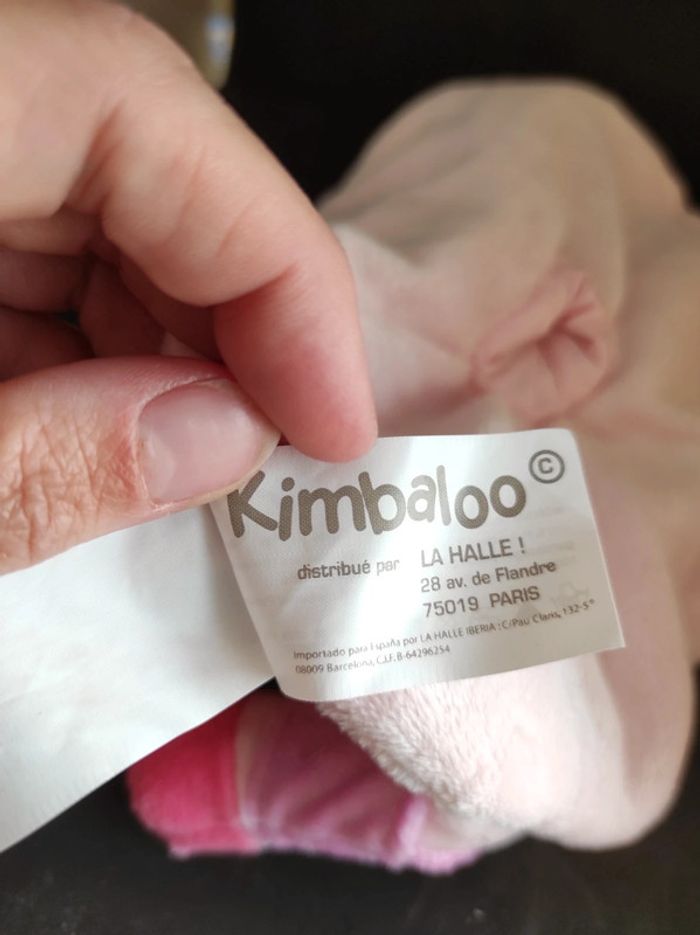 Kimbaloo ©
distribué par LA HALLE !
28 av. de Flandre
75019 PARIS
Importado para España por LA HALLE IBERIA : C/Pau Claris, 132-5°
08009 Barcelona, C.I.F. B-64296254